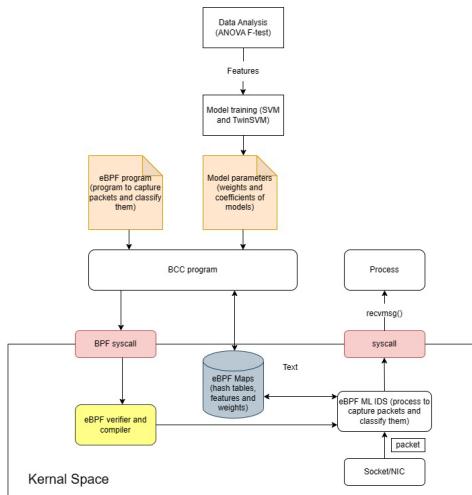 Data Analysis
(ANOVA F-test)
Features
Model training (SVM
and TwinSVM)
eBPF program
(program to capture
packets and classify
them)
Model parameters
(weights and
coefficients of
models)
BCC program
Process
recvmsg()
BPF syscall
syscall
eBPF Maps
(hash tables,
features and
weights)
Text
eBPF ML IDS (process to
capture packets and
classify them)
eBPF verifier and
compiler
packet
Socket/NIC
Kernal Space